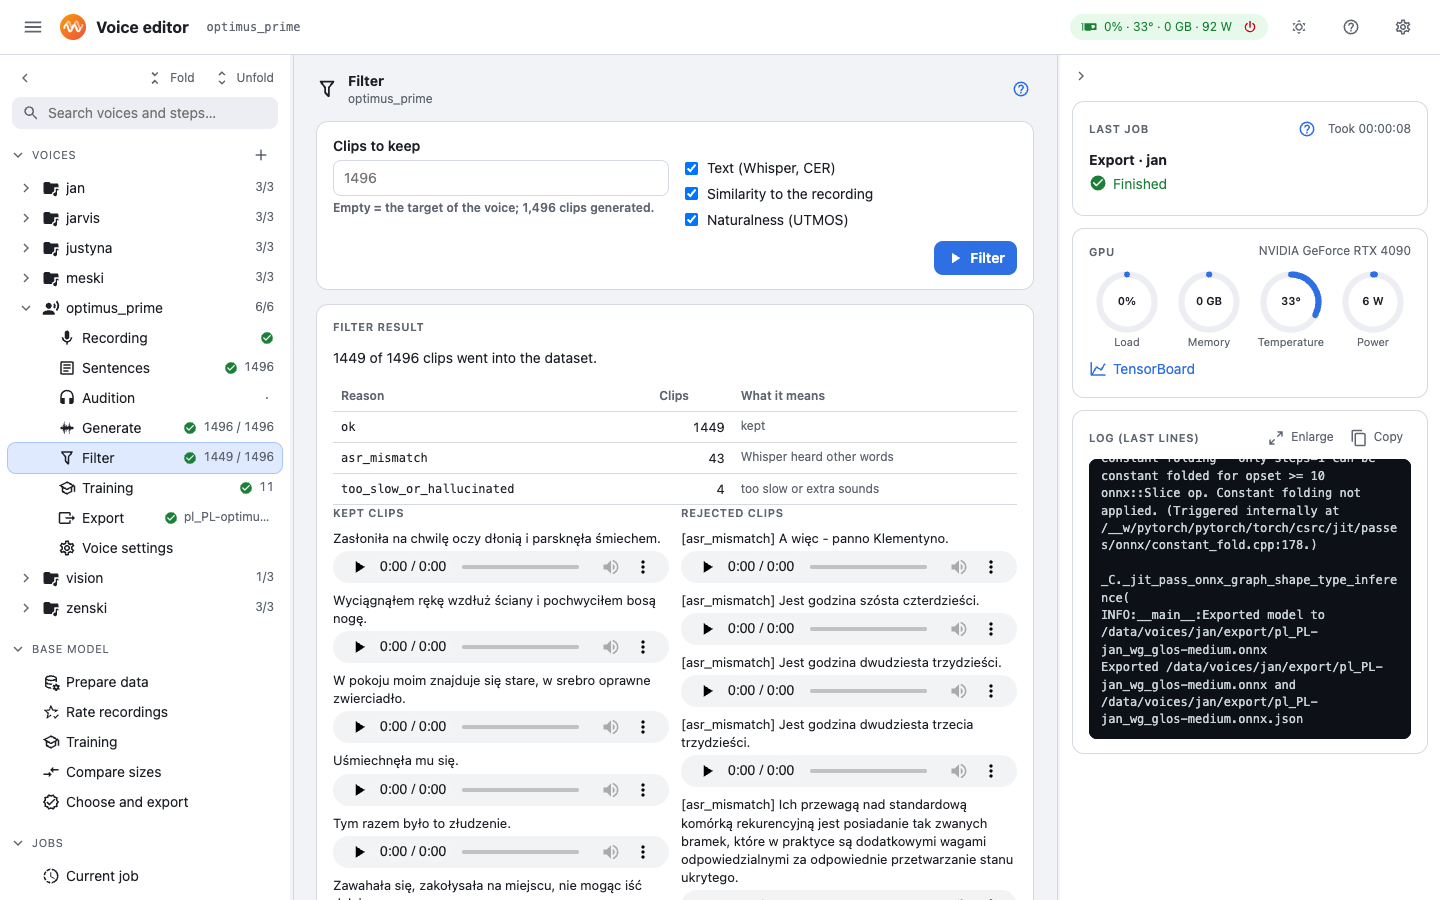 Voice editor
optimus_prime
0% · 33° · 0 GB · 92 W
Fold
Unfold
Search voices and steps...
VOICES
jan
3/3
jarvis
3/3
justyna
3/3
meski
3/3
optimus_prime
6/6
Recording
Sentences
1496
Audition
·
Generate
1496 / 1496
Filter
1449 / 1496
Training
11
Export
pl_PL-optimu...
Voice settings
vision
1/3
zenski
3/3
BASE MODEL
Prepare data
Rate recordings
Training
Compare sizes
Choose and export
JOBS
Current job
Filter
optimus_prime
Clips to keep
1496
Empty = the target of the voice; 1,496 clips generated.
Text (Whisper, CER)
Similarity to the recording
Naturalness (UTMOS)
Filter
FILTER RESULT
1449 of 1496 clips went into the dataset.
Reason
Clips
What it means
ok
1449
kept
asr_mismatch
43
Whisper heard other words
too_slow_or_hallucinated
4
too slow or extra sounds
KEPT CLIPS
Zasłoniła na chwilę oczy dłonią i parsknęła śmiechem.
0:00 / 0:00
Wyciągnąłem rękę wzdłuż ściany i pochwyciłem bosą
nogę.
0:00 / 0:00
W pokoju moim znajduje się stare, w srebro oprawne
zwierciadło.
0:00 / 0:00
Uśmiechnęła mu się.
0:00 / 0:00
Tym razem było to złudzenie.
0:00 / 0:00
Zawahała się, zakołysała na miejscu, nie mogąc iść
REJECTED CLIPS
[asr_mismatch] A więc - panno Klementyno.
0:00 / 0:00
[asr_mismatch] Jest godzina szósta czterdzieści.
0:00 / 0:00
[asr_mismatch] Jest godzina dwudziesta trzydzieści.
0:00 / 0:00
[asr_mismatch] Jest godzina dwudziesta trzecia
trzydzieści.
0:00 / 0:00
[asr_mismatch] Ich przewagą nad standardową
komórką rekurencyjną jest posiadanie tak zwanych
bramek, które w praktyce są dodatkowymi wagami
odpowiedzialnymi za odpowiednie przetwarzanie stanu
ukrytego.
LAST JOB
Took 00:00:08
Export · jan
Finished
GPU
NVIDIA GeForce RTX 4090
0%
0 GB
33°
6 W
Load
Memory
Temperature
Power
TensorBoard
LOG (LAST LINES)
Enlarge
Copy
constant folding - only steps=1 can be
constant folded for opset >= 10
onnx::Slice op. Constant folding not
applied. (Triggered internally at
/__w/pytorch/pytorch/torch/csrc/jit/passe
s/onnx/constant_fold.cpp:178.)
_C._jit_pass_onnx_graph_shape_type_infere
nce(
INFO:__main__:Exported model to
/data/voices/jan/export/pl_PL-
jan_wg_glos-medium.onnx
Exported /data/voices/jan/export/pl_PL-
jan_wg_glos-medium.onnx and
/data/voices/jan/export/pl_PL-
jan_wg_glos-medium.onnx.json